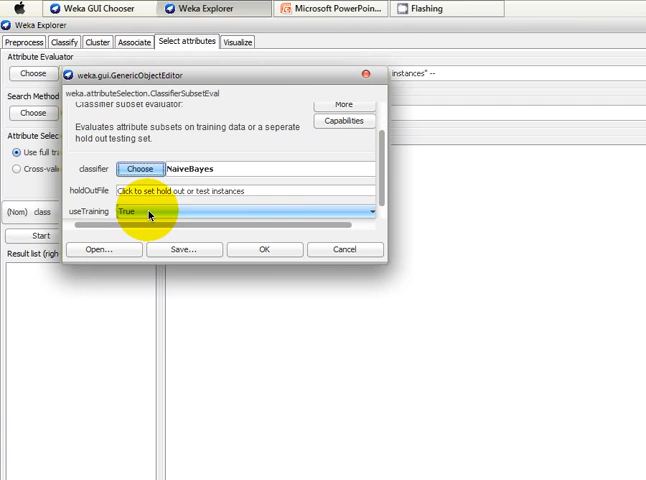 Weka GUI Chooser
Weka Explorer
Microsoft PowerPoin...
Flashing
Weka Explorer
Preprocess
Classify
Cluster
Associate
Select attributes
Visualize
Attribute Evaluator
Choose
instances" --
Search Method
Choose
Attribute Selec
Use full tra
Cross-val
(Nom) class
Start
Result list (righ
weka.gui.GenericObjectEditor
weka.attributeSelection.ClassifierSubsetEval
Classifier subset evaluator:
More
Evaluates attribute subsets on training data or a seperate
hold out testing set.
Capabilities
classifier
Choose
NaiveBayes
holdOutFile
Click to set hold out or test instances
useTraining
True
Open...
Save...
OK
Cancel